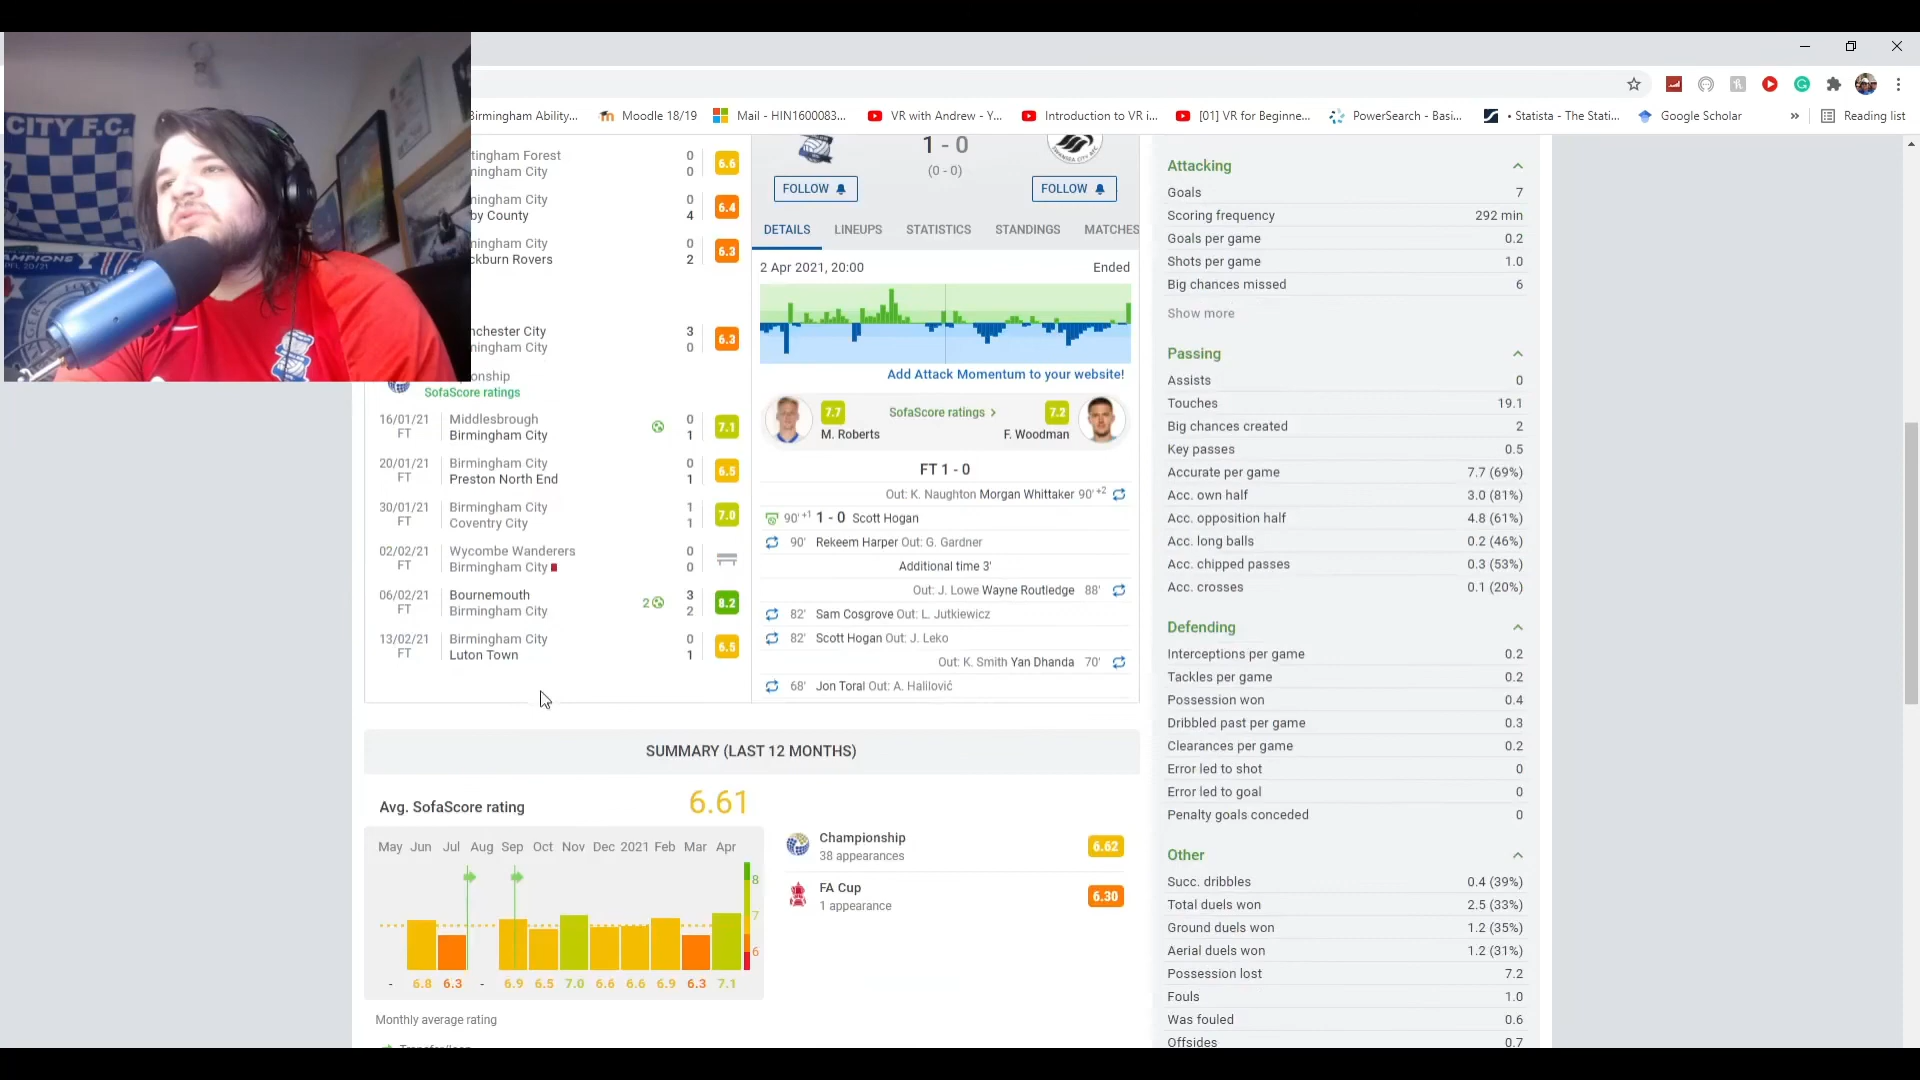 CITY F.C.
20/21
Birmingham Ability...
Moodle 18/19
Mail - HIN1600083...
VR with Andrew - Y...
Introduction to VR i...
[01] VR for Beginne...
PowerSearch - Basi...
• Statista - The Stati...
Google Scholar
»
Reading list
tingham Forest 0
mingham City 0
6.6
mingham City 0
by County 4
6.4
mingham City 0
ckburn Rovers 2
6.3
nchester City 3
mingham City 0
6.3
pionship
SofaScore ratings
16/01/21 Middlesbrough 0
FT Birmingham City 1
7.1
20/01/21 Birmingham City 0
FT Preston North End 1
6.5
30/01/21 Birmingham City 1
FT Coventry City 1
7.0
02/02/21 Wycombe Wanderers 0
FT Birmingham City 0
06/02/21 Bournemouth 3
FT Birmingham City 2
2
8.2
13/02/21 Birmingham City 0
FT Luton Town 1
6.5
1 - 0
(0 - 0)
SWANSEA CITY AFC
FOLLOW
FOLLOW
DETAILS LINEUPS STATISTICS STANDINGS MATCHES
2 Apr 2021, 20:00 Ended
Add Attack Momentum to your website!
7.7 SofaScore ratings > 7.2
M. Roberts F. Woodman
FT 1 - 0
Out: K. Naughton Morgan Whittaker 90'+2
90'+1 1 - 0 Scott Hogan
90' Rekeem Harper Out: G. Gardner
Additional time 3'
Out: J. Lowe Wayne Routledge 88'
82' Sam Cosgrove Out: L. Jutkiewicz
82' Scott Hogan Out: J. Leko
Out: K. Smith Yan Dhanda 70'
68' Jon Toral Out: A. Halilović
SUMMARY (LAST 12 MONTHS)
Avg. SofaScore rating 6.61
May Jun Jul Aug Sep Oct Nov Dec 2021 Feb Mar Apr
8
7
6
- 6.8 6.3 - 6.9 6.5 7.0 6.6 6.6 6.9 6.3 7.1
Monthly average rating
Championship
38 appearances
6.62
FA Cup
1 appearance
6.30
Attacking
Goals 7
Scoring frequency 292 min
Goals per game 0.2
Shots per game 1.0
Big chances missed 6
Show more
Passing
Assists 0
Touches 19.1
Big chances created 2
Key passes 0.5
Accurate per game 7.7 (69%)
Acc. own half 3.0 (81%)
Acc. opposition half 4.8 (61%)
Acc. long balls 0.2 (46%)
Acc. chipped passes 0.3 (53%)
Acc. crosses 0.1 (20%)
Defending
Interceptions per game 0.2
Tackles per game 0.2
Possession won 0.4
Dribbled past per game 0.3
Clearances per game 0.2
Error led to shot 0
Error led to goal 0
Penalty goals conceded 0
Other
Succ. dribbles 0.4 (39%)
Total duels won 2.5 (33%)
Ground duels won 1.2 (35%)
Aerial duels won 1.2 (31%)
Possession lost 7.2
Fouls 1.0
Was fouled 0.6
Offsides 0.7